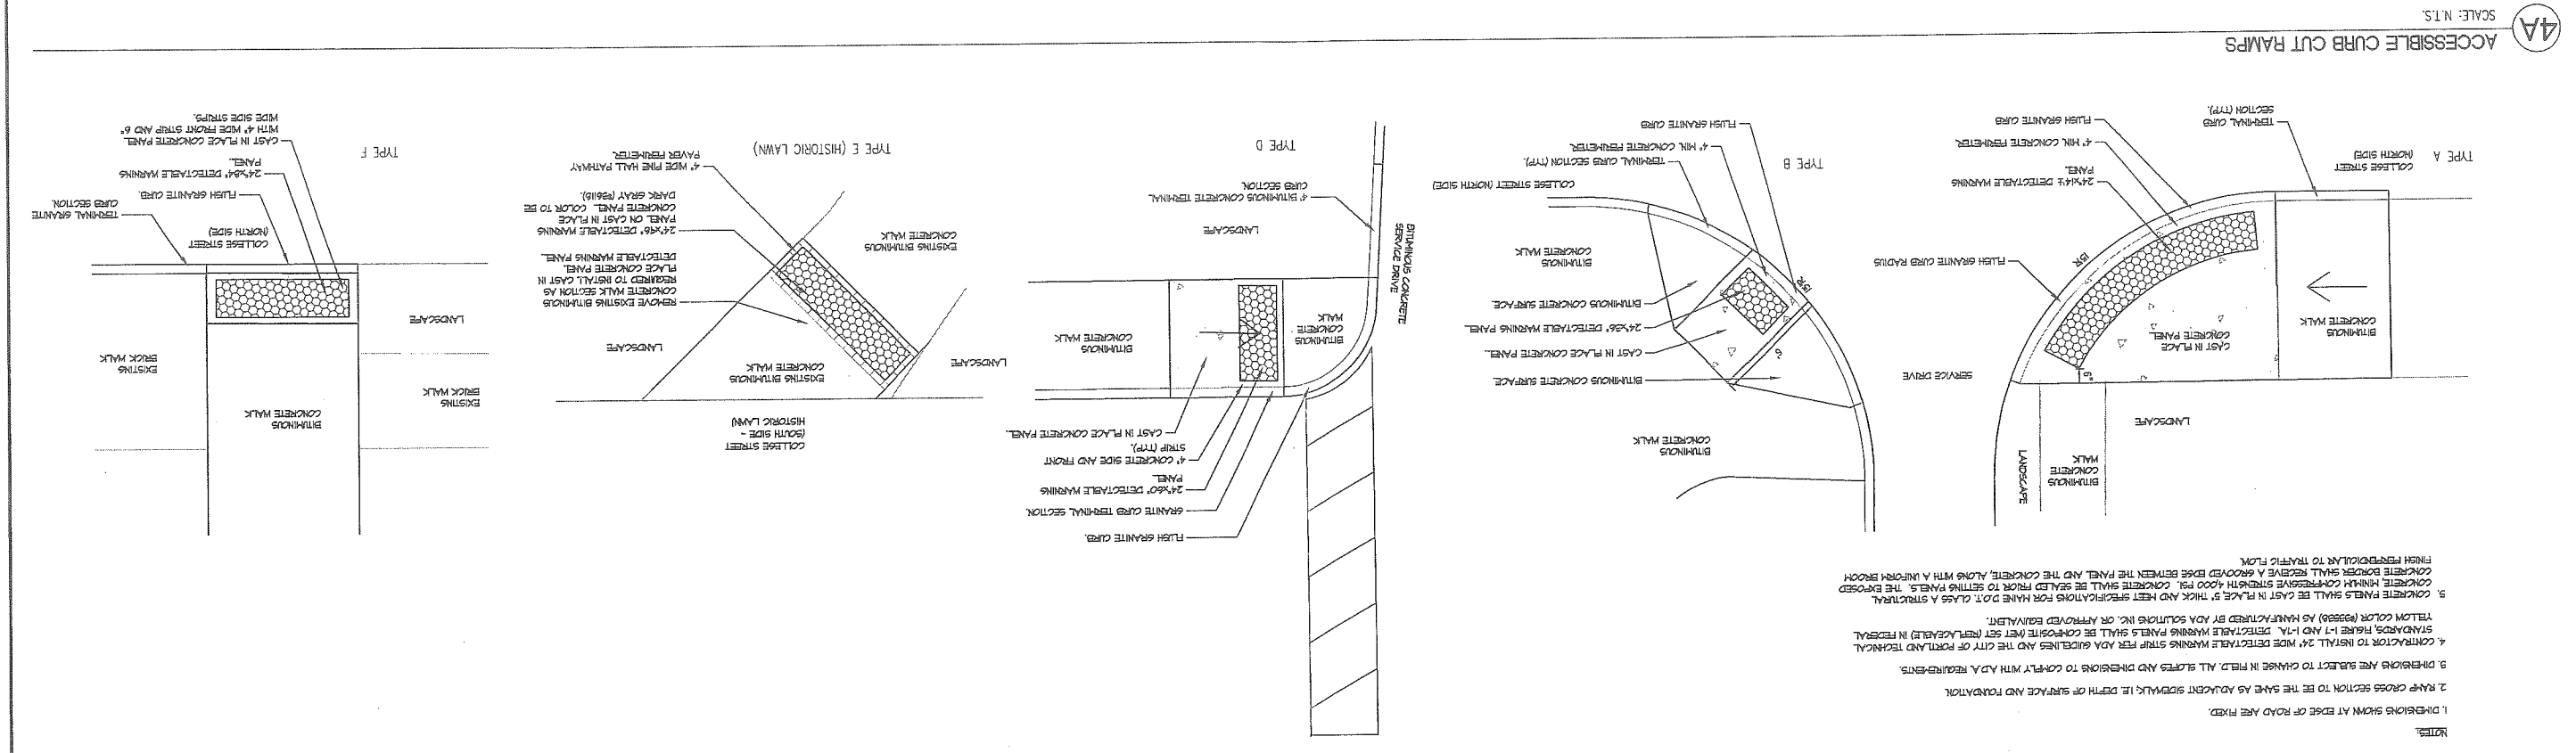 NOTES:
1. DIMENSIONS SHOWN AT EDGE OF ROAD ARE FIXED.
2. RAMP CROSS SECTION TO BE THE SAME AS ADJACENT SIDEWALK; I.E. DEPTH OF SURFACE AND FOUNDATION
3. DIMENSIONS ARE SUBJECT TO CHANGE IN FIELD. ALL SLOPES AND DIMENSIONS TO COMPLY WITH A.D.A. REQUIREMENTS.
4. CONTRACTOR TO INSTALL 24" WIDE DETECTABLE WARNING STRIP PER ADA GUIDELINES AND THE CITY OF PORTLAND TECHNICAL
STANDARDS, FIGURE I-7 AND I-7A. DETECTABLE WARNING PANELS SHALL BE COMPOSITE (WET SET (REPLACEABLE) IN FEDERAL
YELLOW COLOR (#33538) AS MANUFACTURED BY ADA SOLUTIONS INC. OR APPROVED EQUIVALENT.
5. CONCRETE PANELS SHALL BE CAST IN PLACE, 5" THICK AND MEET SPECIFICATIONS FOR MAINE D.O.T. CLASS A STRUCTURAL
CONCRETE, MINIMUM COMPRESSIVE STRENGTH 4,000 PSI. CONCRETE SHALL BE SEALED PRIOR TO SETTING PANELS. THE EXPOSED
CONCRETE BORDER SHALL RECEIVE A GROOVED EDGE BETWEEN THE PANEL AND THE CONCRETE, ALONG WITH A UNIFORM BROOM
FINISH PERPENDICULAR TO TRAFFIC FLOW.
BITUMINOUS
CONCRETE
WALK
LANDSCAPE
LANDSCAPE
6"
SERVICE DRIVE
BITUMINOUS
CONCRETE WALK
CAST IN PLACE
CONCRETE PANEL
15'R
FLUSH GRANITE CURB RADIUS
DETECTABLE WARNING
PANEL
4" MIN. CONCRETE PERIMETER
FLUSH GRANITE CURB
COLLEGE STREET
(NORTH SIDE)
TYPE A
TERMINAL CURB
SECTION (TYP).
BITUMINOUS
CONCRETE WALK
BITUMINOUS CONCRETE SURFACE.
6'
CAST IN PLACE CONCRETE PANEL.
24"x36" DETECTABLE WARNING PANEL.
BITUMINOUS CONCRETE SURFACE.
15'R
BITUMINOUS
CONCRETE WALK
COLLEGE STREET (NORTH SIDE)
TYPE B
TERMINAL CURB SECTION (TYP).
4" MIN. CONCRETE PERIMETER
FLUSH GRANITE CURB
FLUSH GRANITE CURB.
GRANITE CURB TERMINAL SECTION.
24"x60" DETECTABLE WARNING
PANEL
4" CONCRETE SIDE AND FRONT
STRIP (TYP).
CAST IN PLACE CONCRETE PANEL.
BITUMINOUS
CONCRETE
WALK
BITUMINOUS
CONCRETE WALK
BITUMINOUS CONCRETE
SERVICE DRIVE
LANDSCAPE
4" BITUMINOUS CONCRETE TERMINAL
CURB SECTION.
TYPE D
COLLEGE STREET
(SOUTH SIDE -
HISTORIC LAWN)
EXISTING BITUMINOUS
CONCRETE WALK
LANDSCAPE
LANDSCAPE
REMOVE EXISTING BITUMINOUS
CONCRETE WALK SECTION AS
REQUIRED TO INSTALL CAST IN
PLACE CONCRETE PANEL
DETECTABLE WARNING PANEL.
EXISTING BITUMINOUS
CONCRETE WALK
24"x96" DETECTABLE WARNING
PANEL ON CAST IN PLACE
CONCRETE PANEL. COLOR TO BE
DARK GRAY (#36118).
4" WIDE PINE HALL PATHWAY
PAVER PERIMETER.
TYPE E (HISTORIC LAWN)
BITUMINOUS
CONCRETE WALK
EXISTING
BRICK WALK
EXISTING
BRICK WALK
LANDSCAPE
COLLEGE STREET
(NORTH SIDE)
TERMINAL GRANITE
CURB SECTION.
FLUSH GRANITE CURB.
24"x84" DETECTABLE WARNING
PANEL.
CAST IN PLACE CONCRETE PANEL
WITH 4" WIDE FRONT STRIP AND 6"
WIDE SIDE STRIPS.
TYPE F
4A
ACCESSIBLE CURB CUT RAMPS
SCALE: N.T.S.